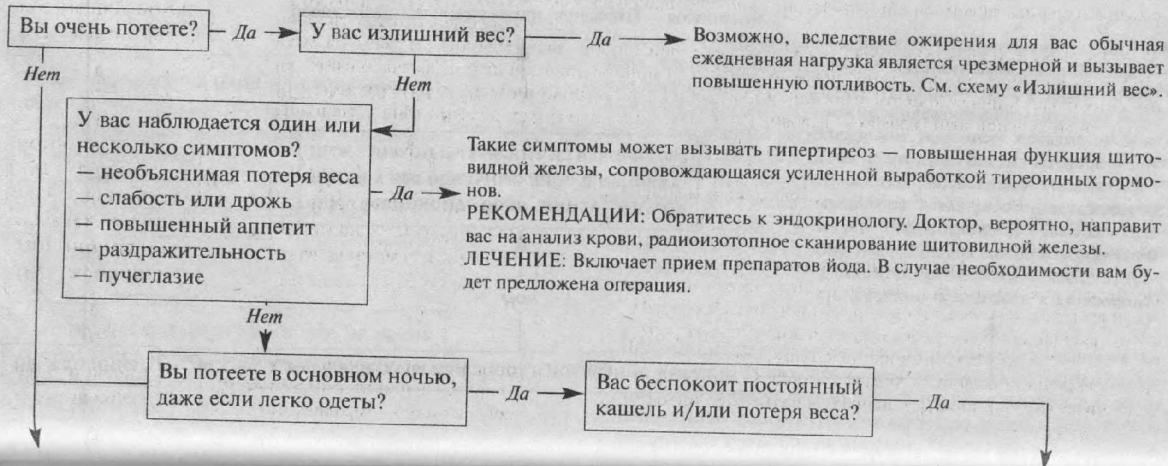 Вы очень потеете?
Да
У вас излишний вес?
Да
Возможно, вследствие ожирения для вас обычная
ежедневная нагрузка является чрезмерной и вызывает
повышенную потливость. См. схему «Излишний вес».
Нет
Нет
У вас наблюдается один или
несколько симптомов?
— необъяснимая потеря веса
— слабость или дрожь
— повышенный аппетит
— раздражительность
— пучеглазие
Да
Такие симптомы может вызывать гипертиреоз — повышенная функция щито-
видной железы, сопровождающаяся усиленной выработкой тиреоидных гормо-
нов.
РЕКОМЕНДАЦИИ: Обратитесь к эндокринологу. Доктор, вероятно, направит
вас на анализ крови, радиоизотопное сканирование щитовидной железы.
ЛЕЧЕНИЕ: Включает прием препаратов йода. В случае необходимости вам бу-
дет предложена операция.
Нет
Вы потеете в основном ночью,
даже если легко одеты?
Да
Вас беспокоит постоянный
кашель и/или потеря веса?
Да